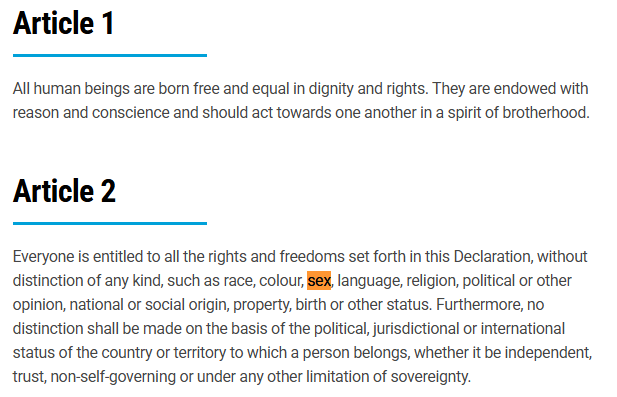 Article 1
All human beings are born free and equal in dignity and rights. They are endowed with
reason and conscience and should act towards one another in a spirit of brotherhood.
Article 2
Everyone is entitled to all the rights and freedoms set forth in this Declaration, without
distinction of any kind, such as race, colour, sex, language, religion, political or other
opinion, national or social origin, property, birth or other status. Furthermore, no
distinction shall be made on the basis of the political, jurisdictional or international
status of the country or territory to which a person belongs, whether it be independent,
trust, non-self-governing or under any other limitation of sovereignty.